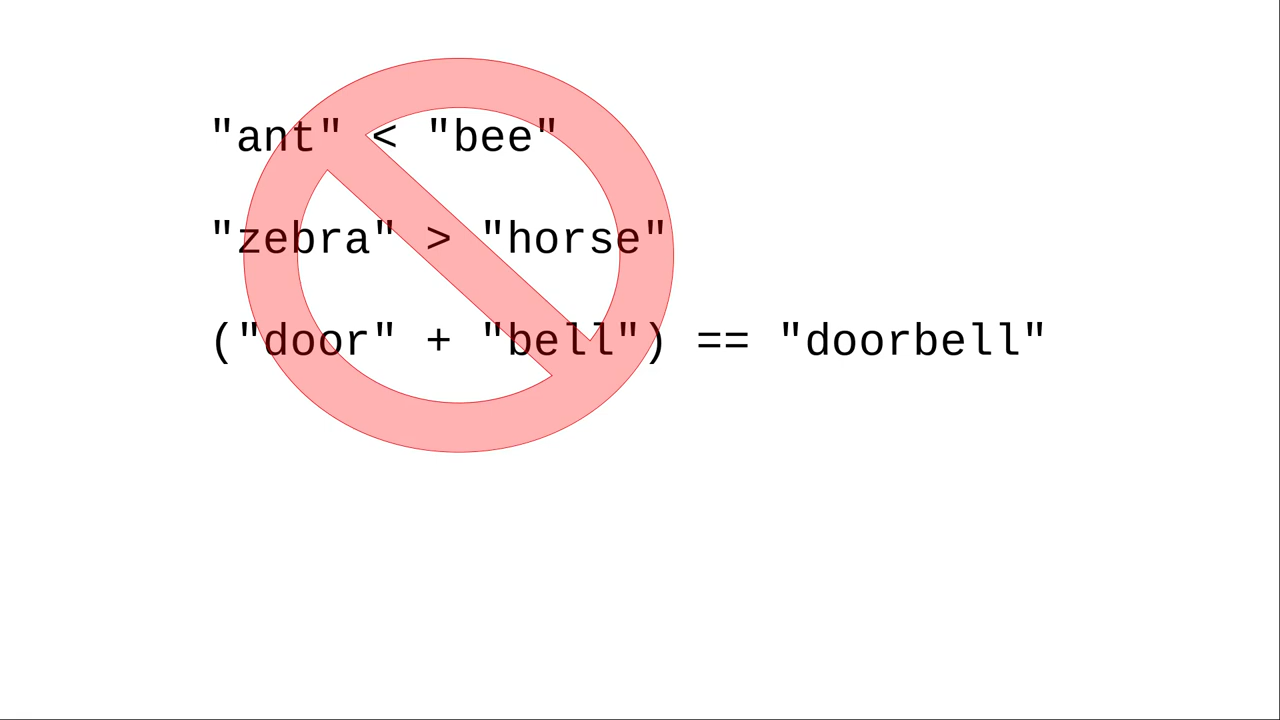 "ant" < "bee"
"zebra" > "horse"
("door" + "bell") == "doorbell"